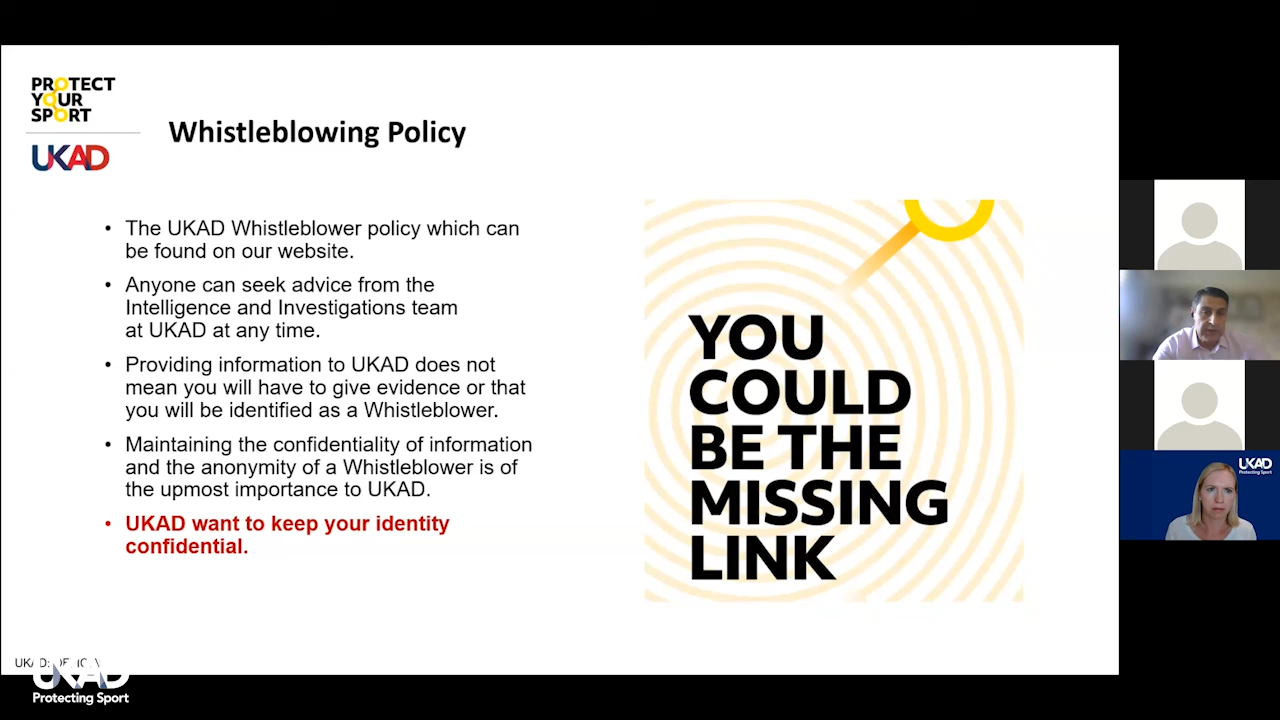 PROTECT
YOUR
SPORT
UKAD
Whistleblowing Policy
• The UKAD Whistleblower policy which can
be found on our website.
• Anyone can seek advice from the
Intelligence and Investigations team
at UKAD at any time.
• Providing information to UKAD does not
mean you will have to give evidence or that
you will be identified as a Whistleblower.
• Maintaining the confidentiality of information
and the anonymity of a Whistleblower is of
the upmost importance to UKAD.
• UKAD want to keep your identity
confidential.
YOU
COULD
BE THE
MISSING
LINK
UKAD
Protecting Sport
UKAD
Protecting Sport